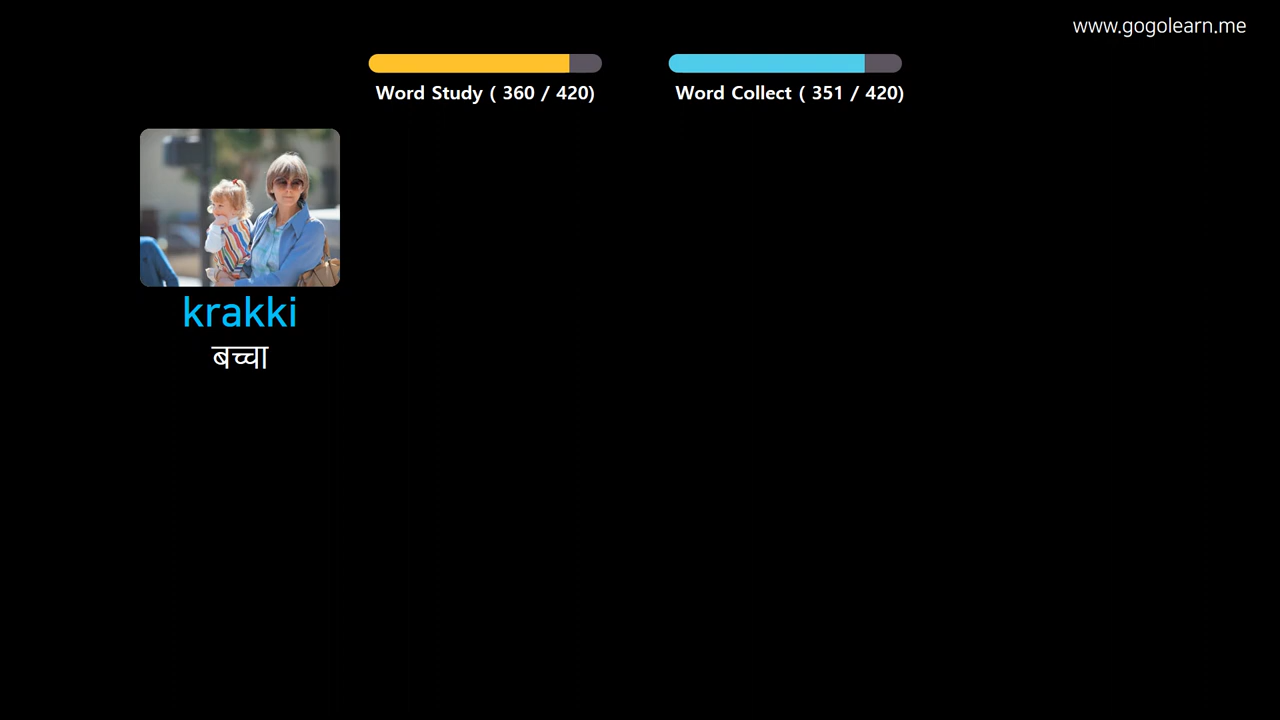 www.gogolearn.me
Word Study ( 360 / 420)
Word Collect ( 351 / 420)
krakki
बच्चा